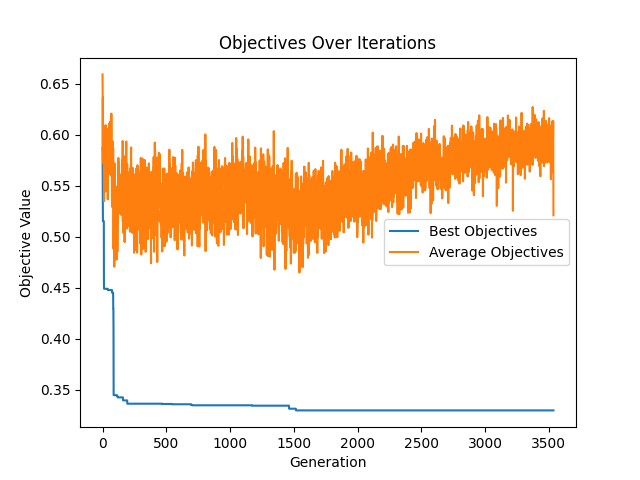 Objectives Over Iterations
Objective Value
0.65
0.60
0.55
0.50
0.45
0.40
0.35
Best Objectives
Average Objectives
0 500 1000 1500 2000 2500 3000 3500
Generation